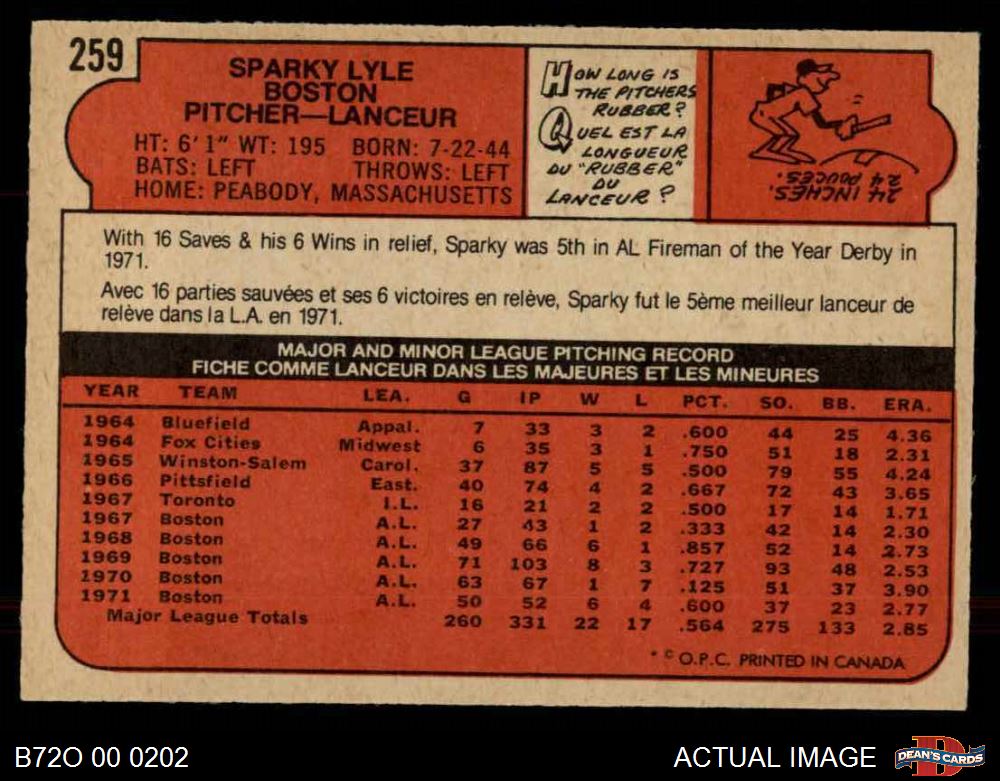 259
SPARKY LYLE
BOSTON
PITCHER—LANCEUR
HT: 6' 1" WT: 195 BORN: 7-22-44
BATS: LEFT THROWS: LEFT
HOME: PEABODY, MASSACHUSETTS
HOW LONG IS
THE PITCHERS
RUBBER?
QUEL EST LA
LONGUEUR
DU "RUBBER"
DU
LANCEUR?
24 INCHES.
24 POUCES.
With 16 Saves & his 6 Wins in relief, Sparky was 5th in AL Fireman of the Year Derby in
1971.
Avec 16 parties sauvées et ses 6 victoires en relève, Sparky fut le 5ème meilleur lanceur de
relève dans la L.A. en 1971.
MAJOR AND MINOR LEAGUE PITCHING RECORD
FICHE COMME LANCEUR DANS LES MAJEURES ET LES MINEURES
YEAR TEAM LEA. G IP W L PCT. SO. BB. ERA.
1964 Bluefield Appal. 7 33 3 2 .600 44 25 4.36
1964 Fox Cities Midwest 6 35 3 1 .750 51 18 2.31
1965 Winston-Salem Carol. 37 87 5 5 .500 79 55 4.24
1966 Pittsfield East. 40 74 4 2 .667 72 43 3.65
1967 Toronto I.L. 16 21 2 2 .500 17 14 1.71
1967 Boston A.L. 27 43 1 2 .333 42 14 2.30
1968 Boston A.L. 49 66 6 1 .857 52 14 2.73
1969 Boston A.L. 71 103 8 3 .727 93 48 2.53
1970 Boston A.L. 63 67 1 7 .125 51 37 3.90
1971 Boston A.L. 50 52 6 4 .600 37 23 2.77
Major League Totals 260 331 22 17 .564 275 133 2.85
* © O.P.C. PRINTED IN CANADA
B72O 00 0202
ACTUAL IMAGE
D
DEAN'S CARDS